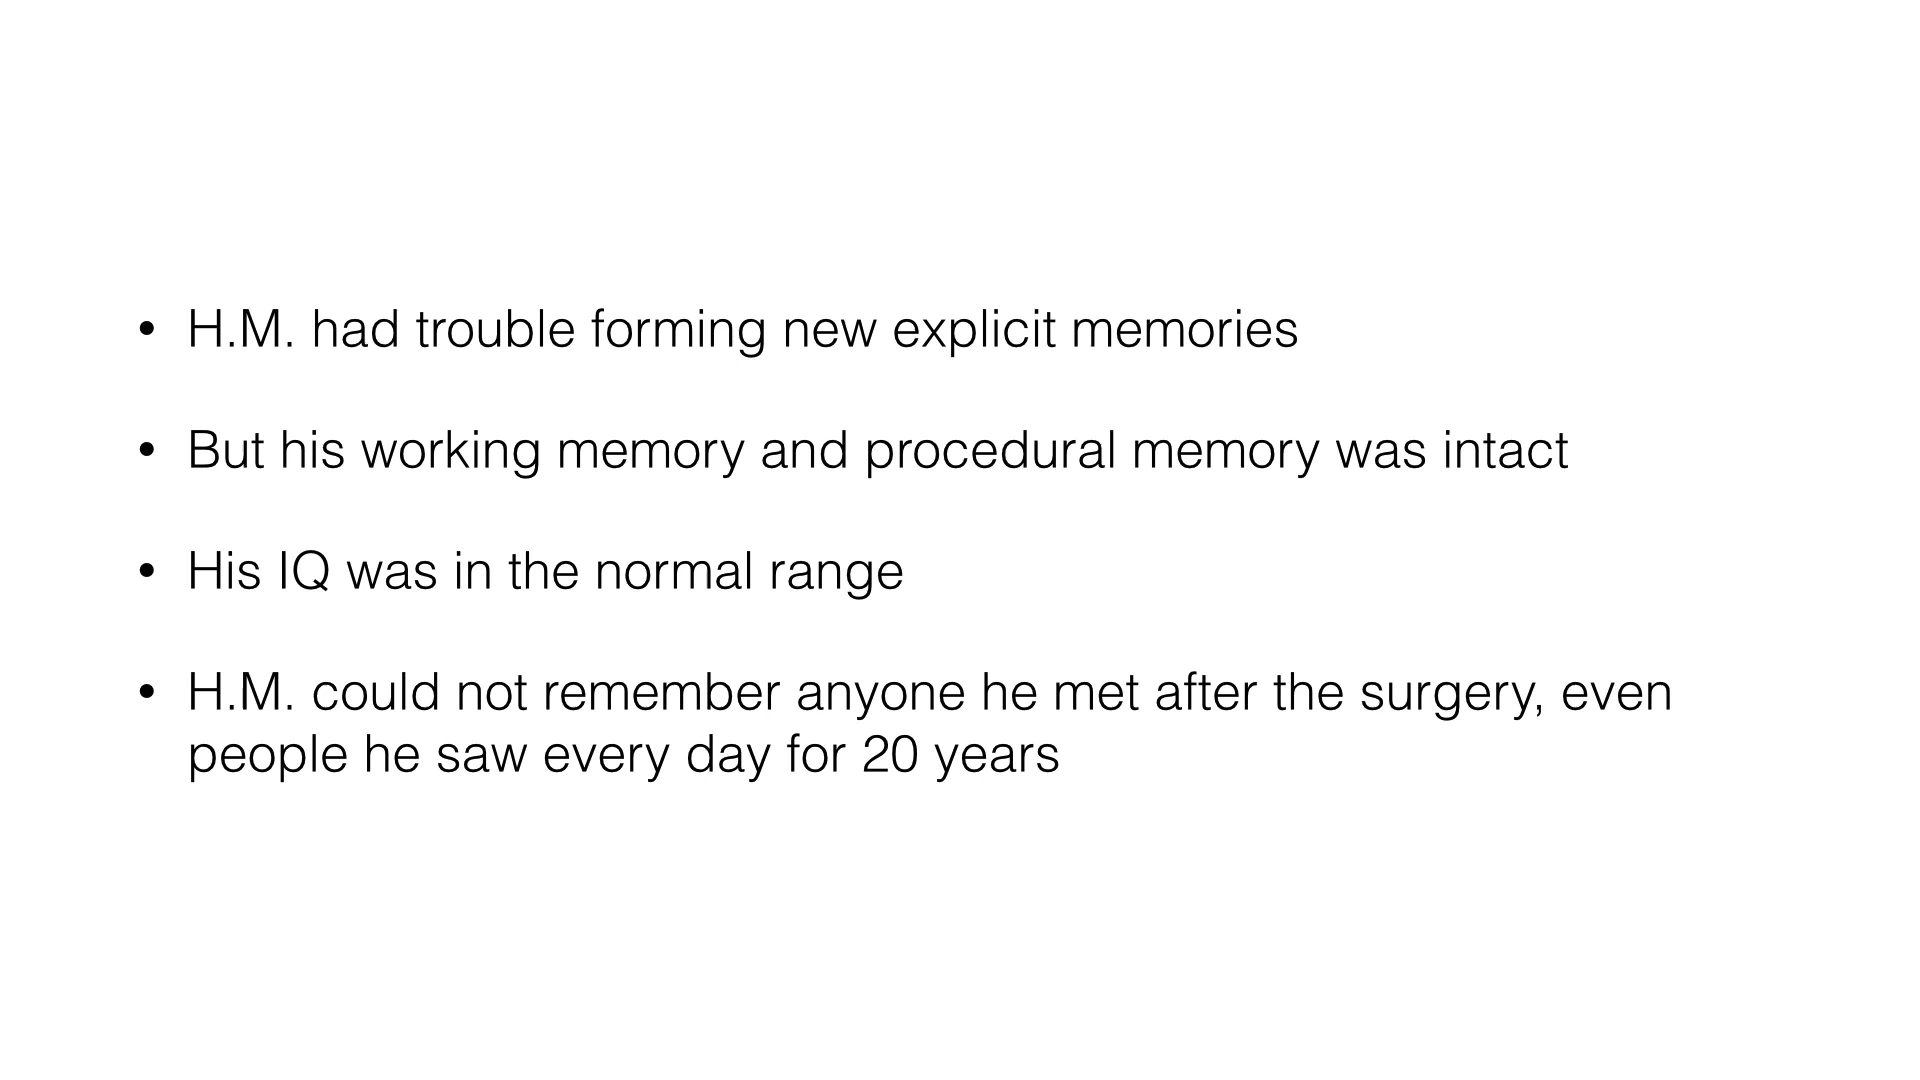 • H.M. had trouble forming new explicit memories
• But his working memory and procedural memory was intact
• His IQ was in the normal range
• H.M. could not remember anyone he met after the surgery, even
people he saw every day for 20 years